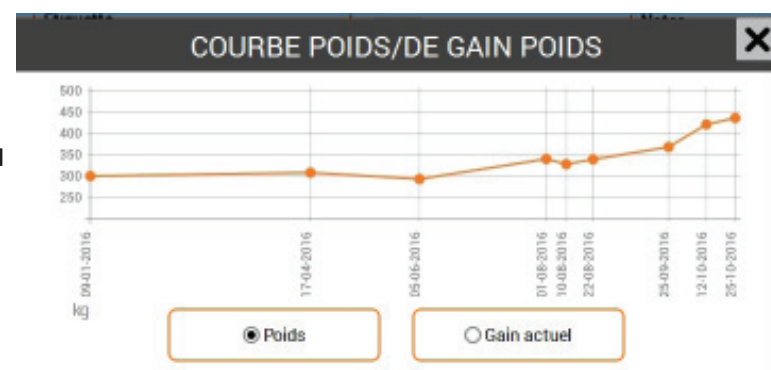 Etiquette Notes
COURBE POIDS/DE GAIN POIDS X
500
450
400
350
300
250
09-01-2016 17-04-2016 05-06-2016 01-08-2016 10-08-2016 22-08-2016 25-09-2016 12-10-2016 25-10-2016
kg
Poids Gain actuel